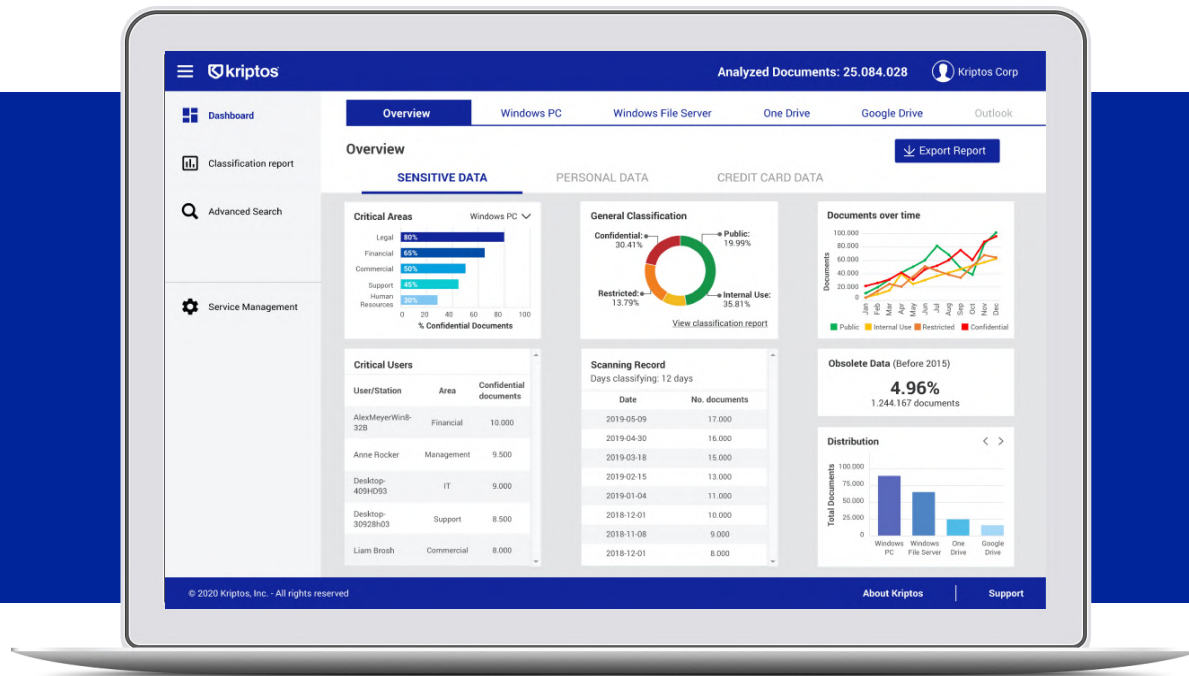 kriptos
Analyzed Documents: 25.084.028
Kriptos Corp
Dashboard
Classification report
Advanced Search
Service Management
Overview
Windows PC
Windows File Server
One Drive
Google Drive
Outlook
Overview
Export Report
SENSITIVE DATA
PERSONAL DATA
CREDIT CARD DATA
Critical Areas
Windows PC
Legal 80%
Financial 65%
Commercial 50%
Support 45%
Human
Resources 30%
0 20 40 60 80 100
% Confidential Documents
General Classification
Confidential:
30.41%
Public:
19.99%
Restricted:
13.79%
Internal Use:
35.81%
View classification report
Documents over time
Documents
100.000
80.000
60.000
40.000
20.000
0
Jan Feb Mar Apr May Jun Jul Aug Sep Oct Nov Dec
Public Internal Use Restricted Confidential
Critical Users
User/Station Area Confidential
documents
AlexMeyerWin8-
32B Financial 10.000
Anne Rocker Management 9.500
Desktop-
409HD93 IT 9.000
Desktop-
30928h03 Support 8.500
Liam Brosh Commercial 8.000
Scanning Record
Days classifying: 12 days
Date No. documents
2019-05-09 17.000
2019-04-30 16.000
2019-03-18 15.000
2019-02-15 13.000
2019-01-04 11.000
2018-12-01 10.000
2018-11-08 9.000
2018-12-01 8.000
Obsolete Data (Before 2015)
4.96%
1.244.167 documents
Distribution
Total Documents
100.000
75.000
50.000
25.000
0
Windows
PC
Windows
File Server
One
Drive
Google
Drive
© 2020 Kriptos, Inc. - All rights reserved
About Kriptos
Support